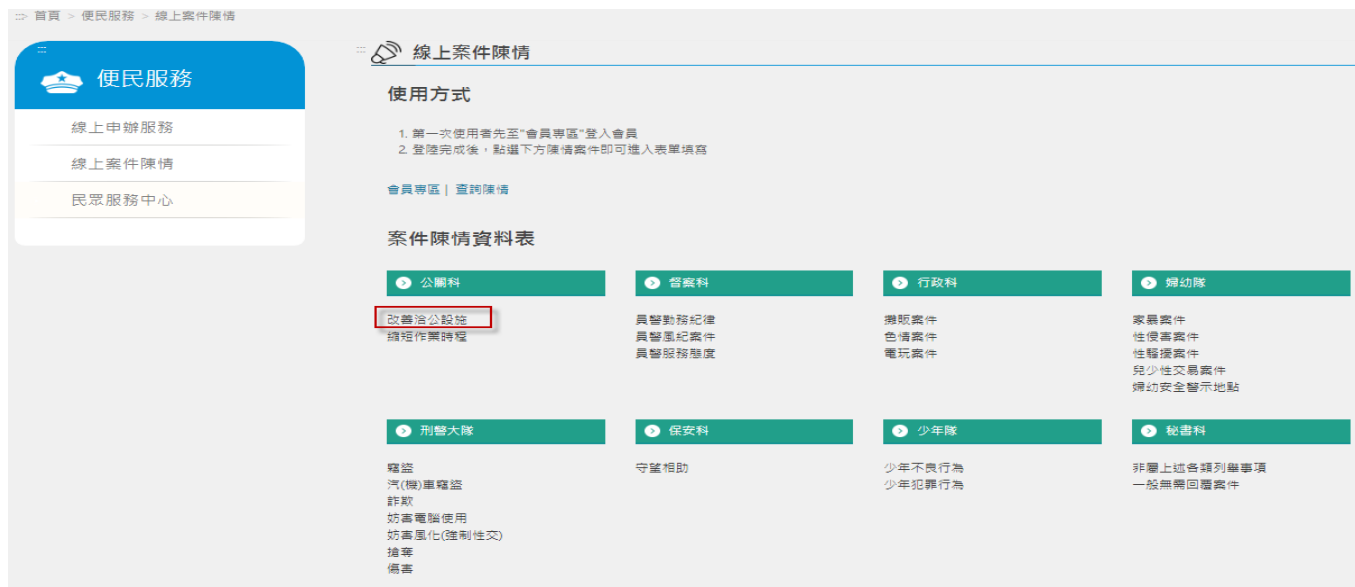 首頁 > 便民服務 > 線上案件陳情
便民服務
線上申辦服務
線上案件陳情
民眾服務中心
線上案件陳情
使用方式
1. 第一次使用者先至"會員專區"登入會員
2. 登陸完成後，點選下方陳情案件即可進入表單填寫
會員專區 | 查詢陳情
案件陳情資料表
公關科
改善洽公設施
縮短作業時程
督察科
員警勤務紀律
員警風紀案件
員警服務態度
行政科
攤販案件
色情案件
電玩案件
婦幼隊
家暴案件
性侵害案件
性騷擾案件
兒少性交易案件
婦幼安全警示地點
刑警大隊
竊盜
汽(機)車竊盜
詐欺
妨害電腦使用
妨害風化(強制性交)
搶奪
傷害
保安科
守望相助
少年隊
少年不良行為
少年犯罪行為
秘書科
非屬上述各類列舉事項
一般無需回覆案件